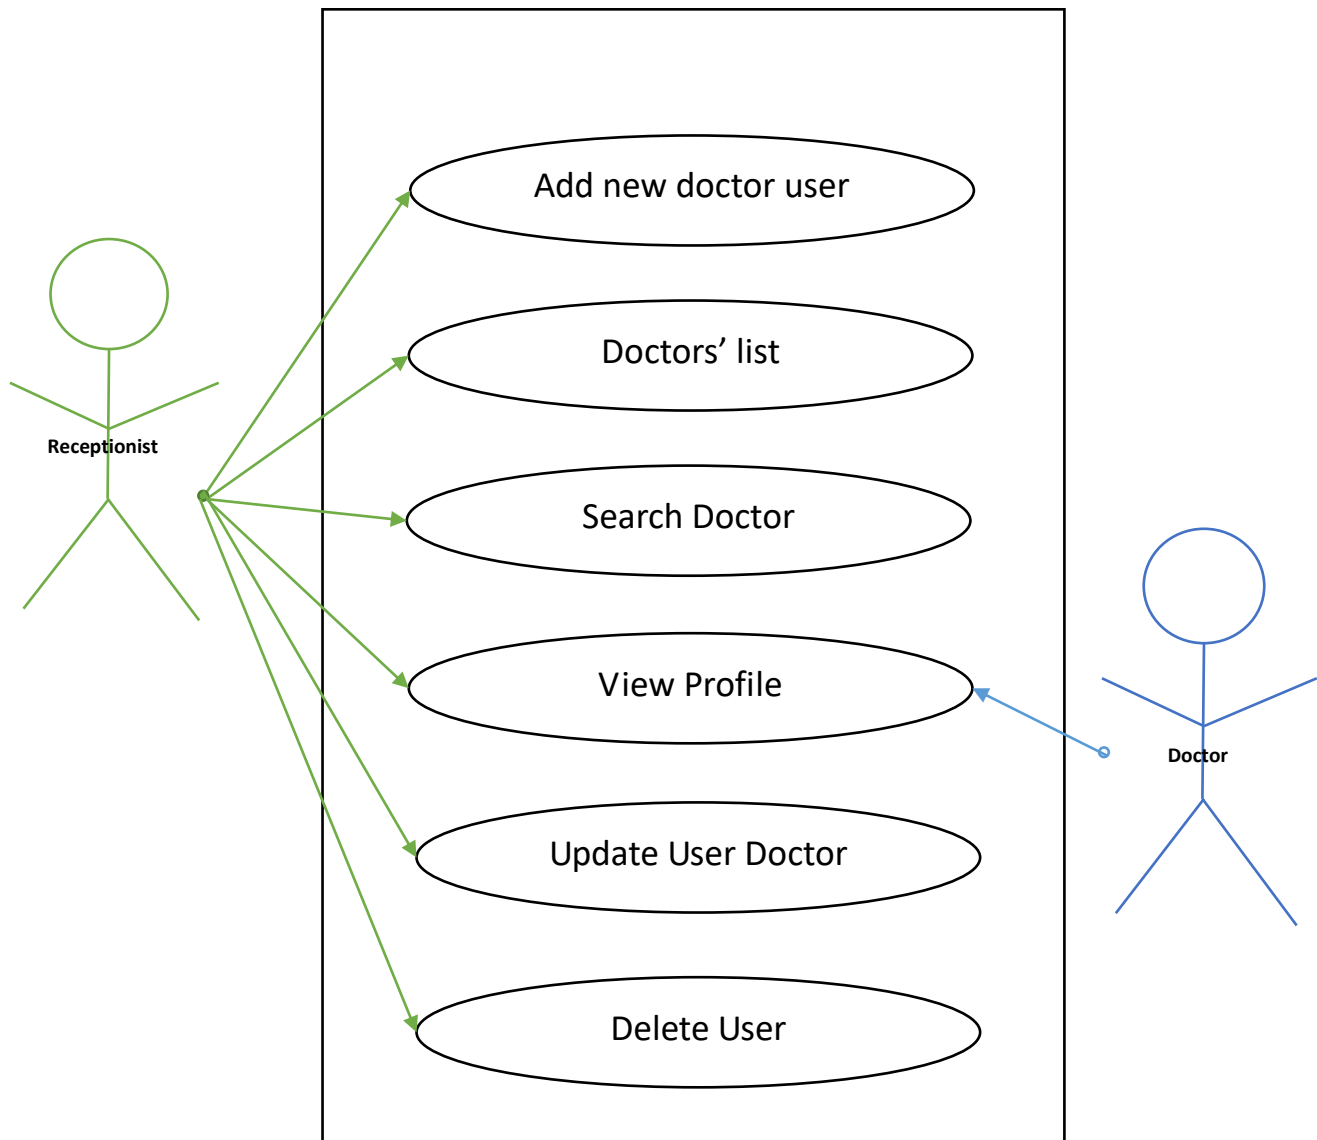 Add new doctor user
Doctors’ list
Receptionist
Search Doctor
View Profile
Doctor
Update User Doctor
Delete User